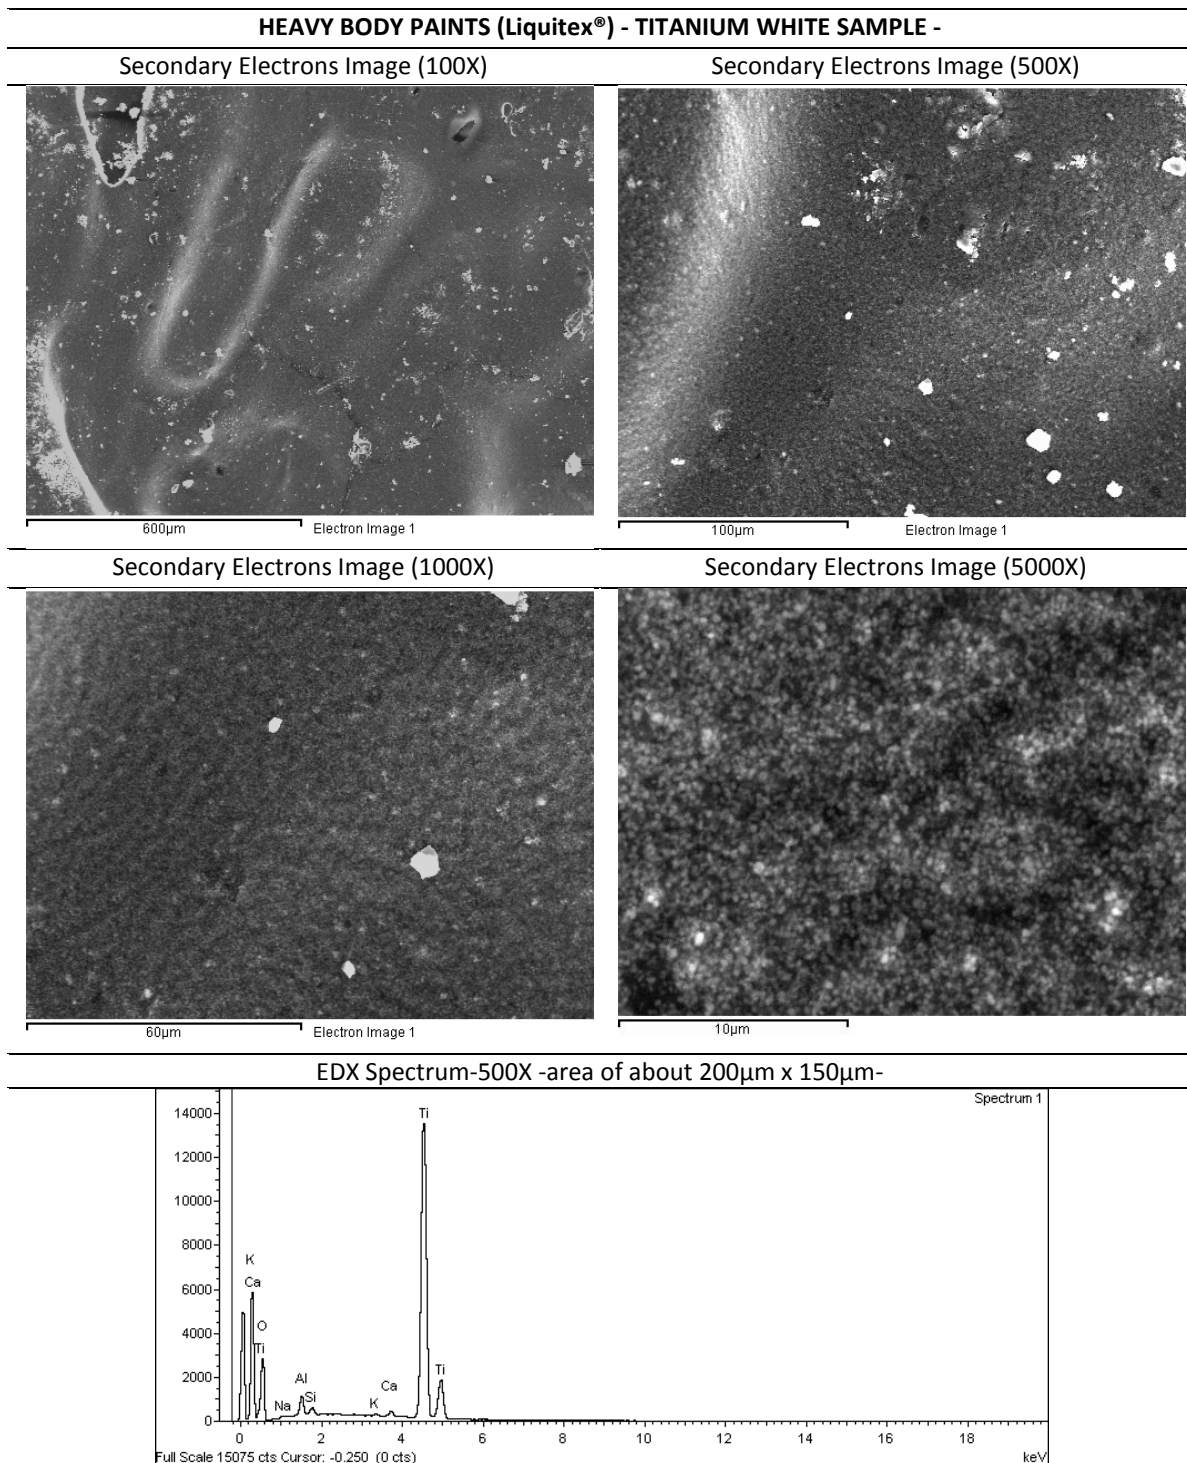 HEAVY BODY PAINTS (Liquitex®) - TITANIUM WHITE SAMPLE -
Secondary Electrons Image (100X)
Secondary Electrons Image (500X)
600µm
Electron Image 1
100µm
Electron Image 1
Secondary Electrons Image (1000X)
Secondary Electrons Image (5000X)
60µm
Electron Image 1
10µm
EDX Spectrum-500X -area of about 200µm x 150µm-
Spectrum 1
14000
12000
10000
8000
6000
4000
2000
0
K
Ca
O
Ti
Na
Al
Si
K
Ca
Ti
Ti
0 2 4 6 8 10 12 14 16 18
Full Scale 15075 cts Cursor: -0.250 (0 cts)
keV